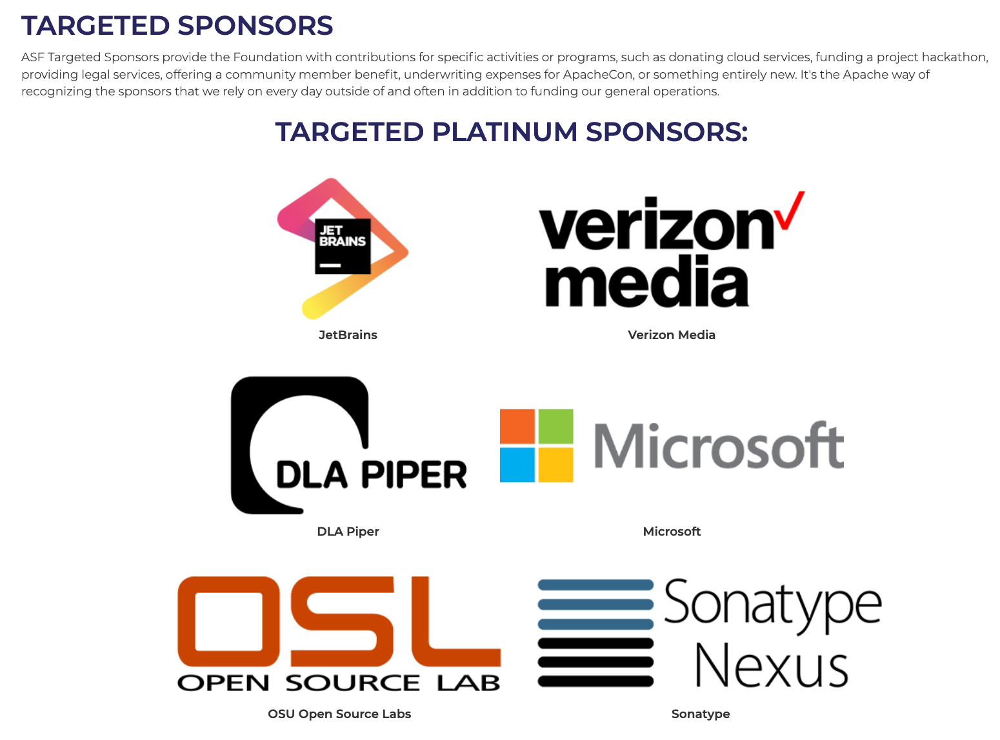 TARGETED SPONSORS
ASF Targeted Sponsors provide the Foundation with contributions for specific activities or programs, such as donating cloud services, funding a project hackathon,
providing legal services, offering a community member benefit, underwriting expenses for ApacheCon, or something entirely new. It's the Apache way of
recognizing the sponsors that we rely on every day outside of and often in addition to funding our general operations.
TARGETED PLATINUM SPONSORS:
JET
BRAINS
verizon
media
JetBrains
Verizon Media
DLA PIPER
Microsoft
DLA Piper
Microsoft
OSL
OPEN SOURCE LAB
Sonatype
Nexus
OSU Open Source Labs
Sonatype